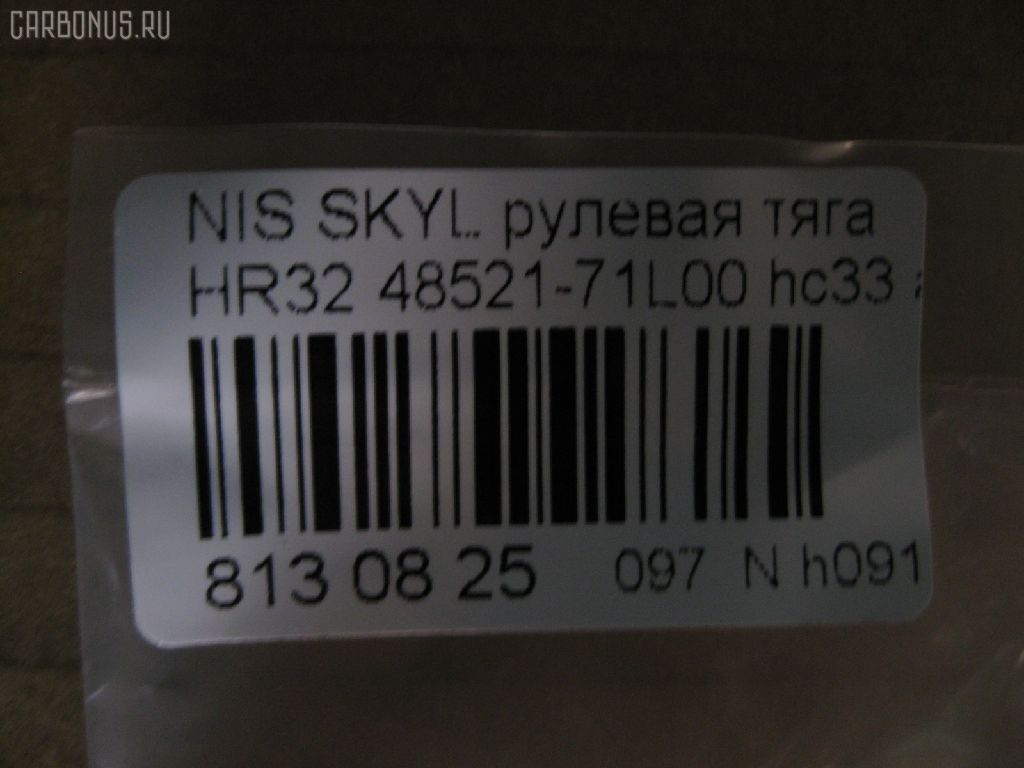 CARBONUS.RU
NIS SKYL. рулевая тяга
HR32 48521-71L00 hc33
813 08 25 097 N h091